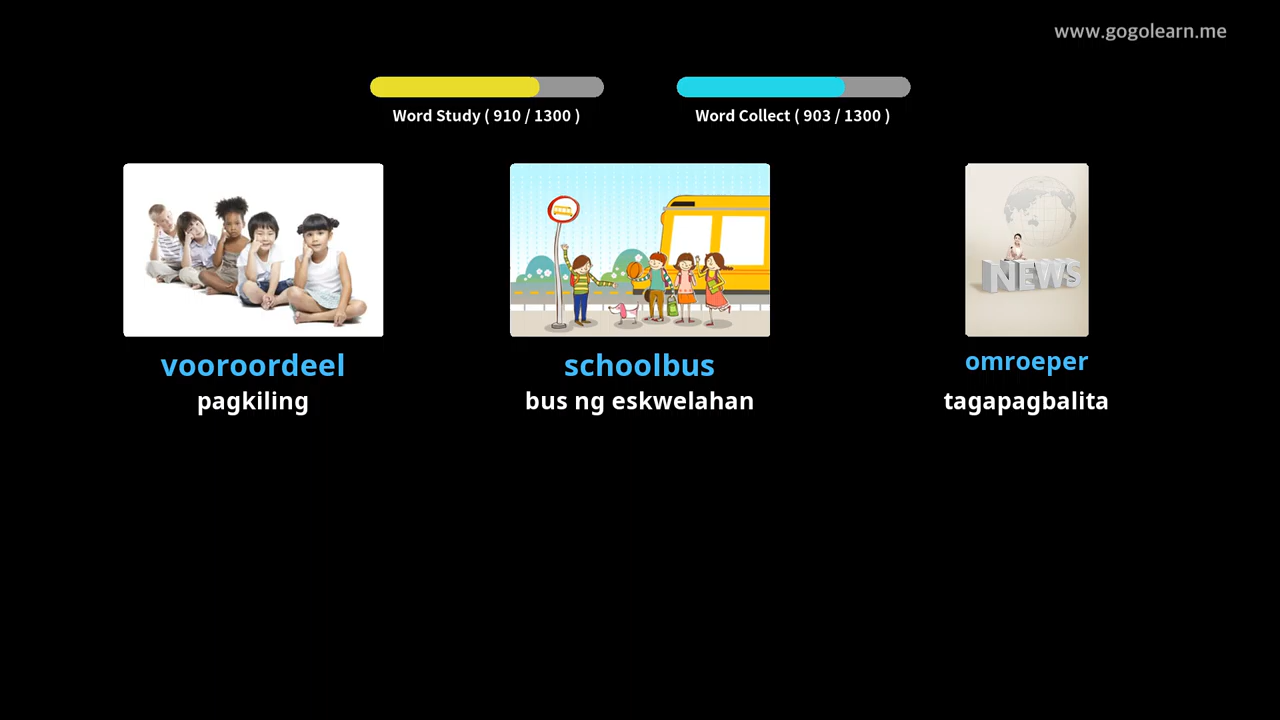 www.gogolearn.me
Word Study ( 910 / 1300 )
Word Collect ( 903 / 1300 )
NEWS
vooroordeel
schoolbus
omroeper
pagkiling
bus ng eskwelahan
tagapagbalita